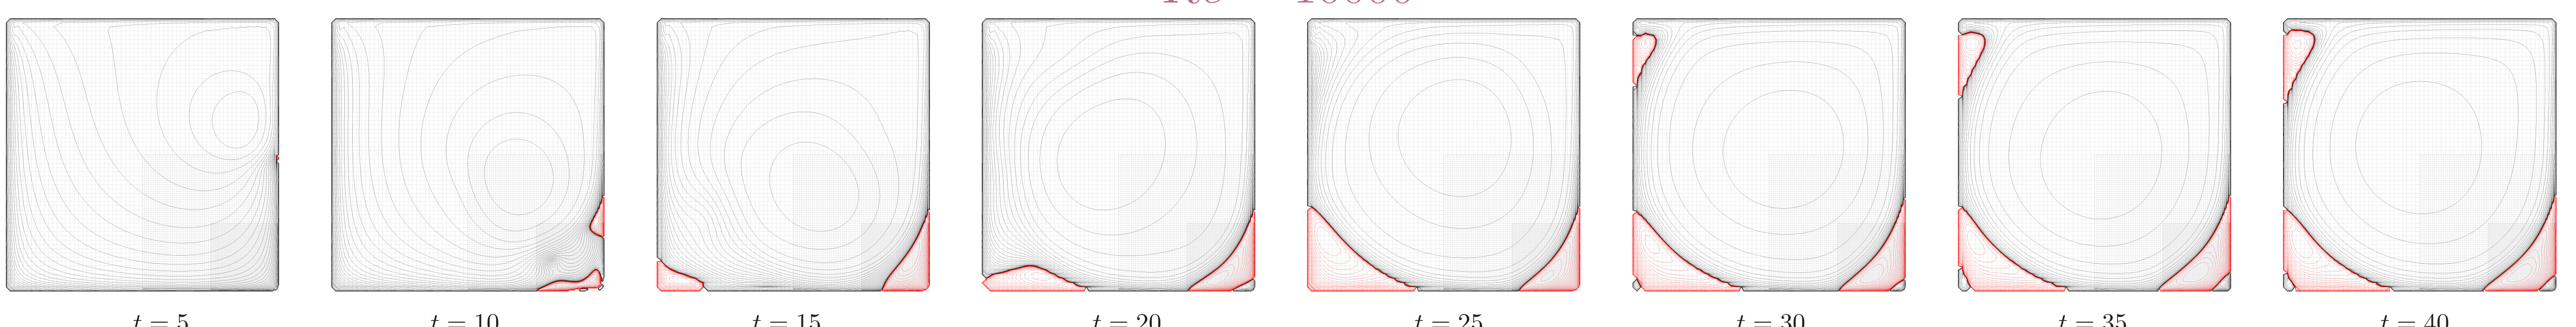 t = 5 t = 10 t = 15 t = 20 t = 25 t = 30 t = 35 t = 40